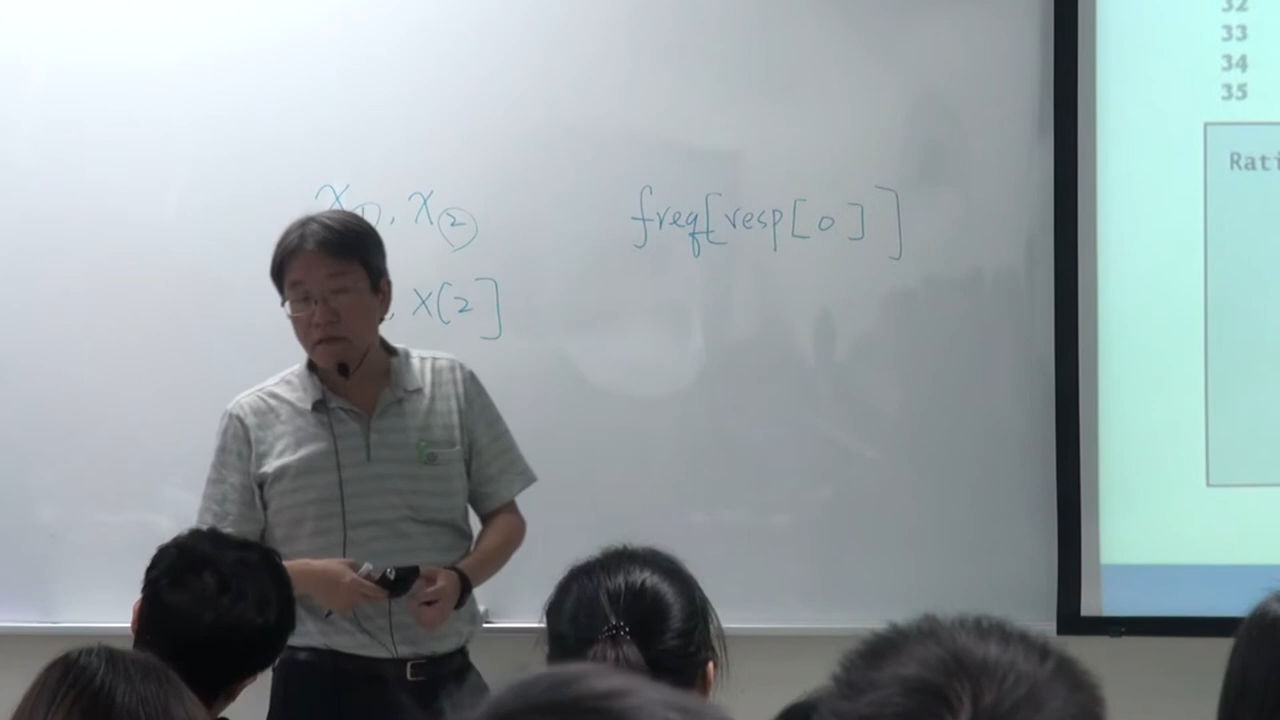 X①, X②
freq[resp[0]]
, X[2]
32
33
34
35
Rati